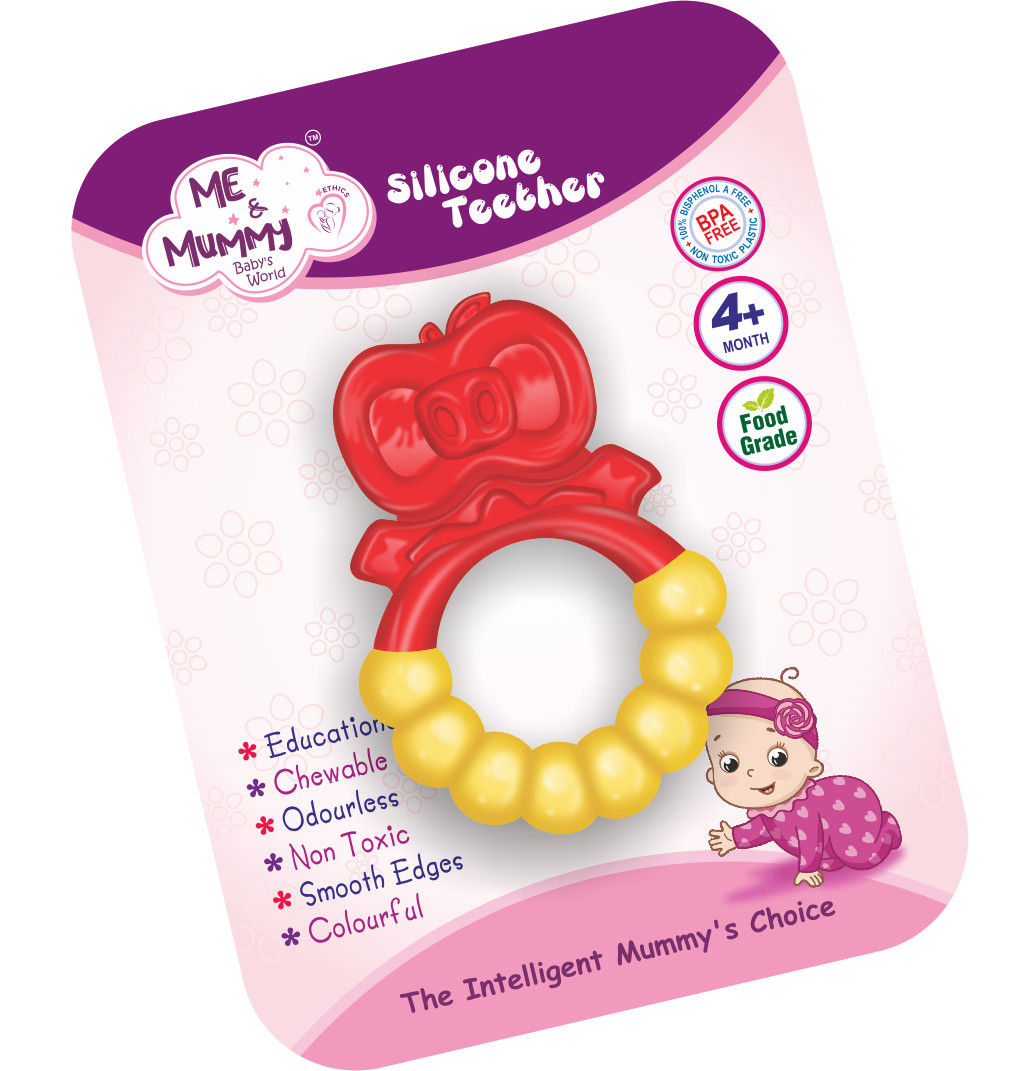 TM
ME
&
Mummy
Baby's
World
ETHICS
Silicone
Teether
100% BISPHENOL A FREE
BPA
FREE
NON TOXIC PLASTIC
4+
MONTH
Food
Grade
* Education
* Chewable
* Odourless
* Non Toxic
* Smooth Edges
* Colourful
The Intelligent Mummy's Choice